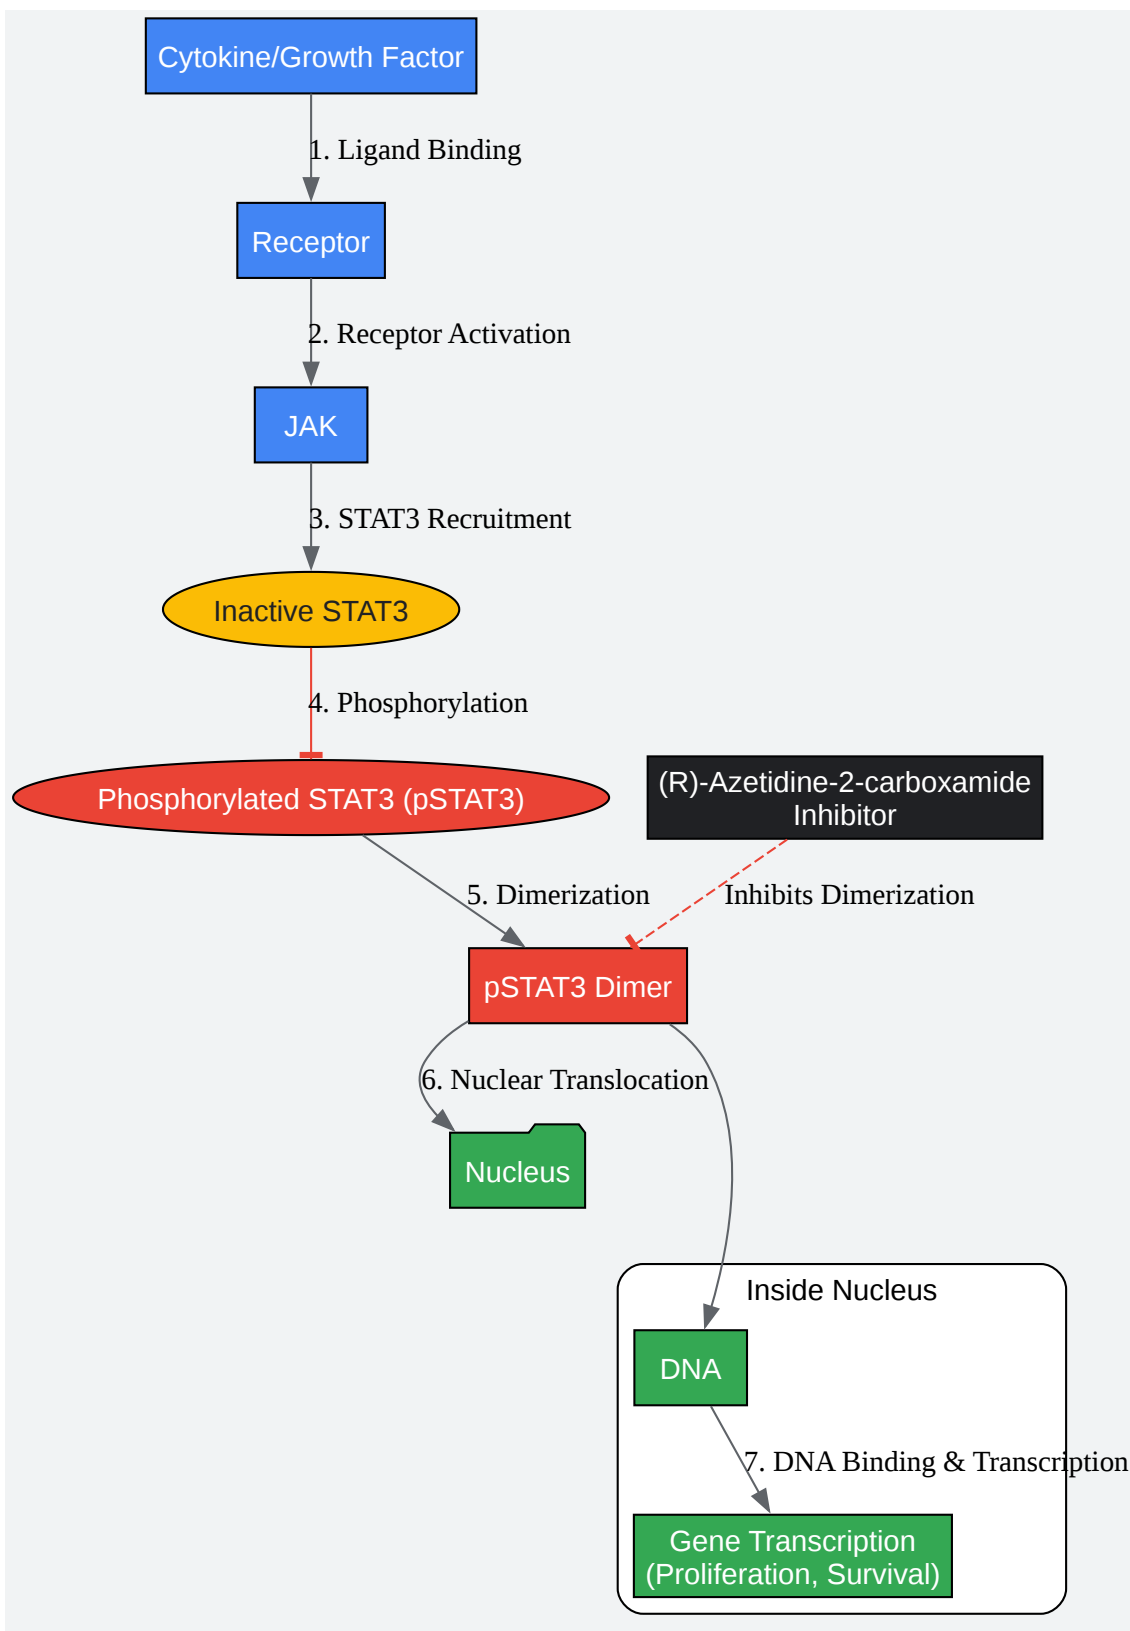 Cytokine/Growth Factor
1. Ligand Binding
Receptor
2. Receptor Activation
JAK
3. STAT3 Recruitment
Inactive STAT3
4. Phosphorylation
Phosphorylated STAT3 (pSTAT3)
(R)-Azetidine-2-carboxamide
Inhibitor
5. Dimerization
Inhibits Dimerization
pSTAT3 Dimer
6. Nuclear Translocation
Nucleus
Inside Nucleus
DNA
7. DNA Binding & Transcription
Gene Transcription
(Proliferation, Survival)